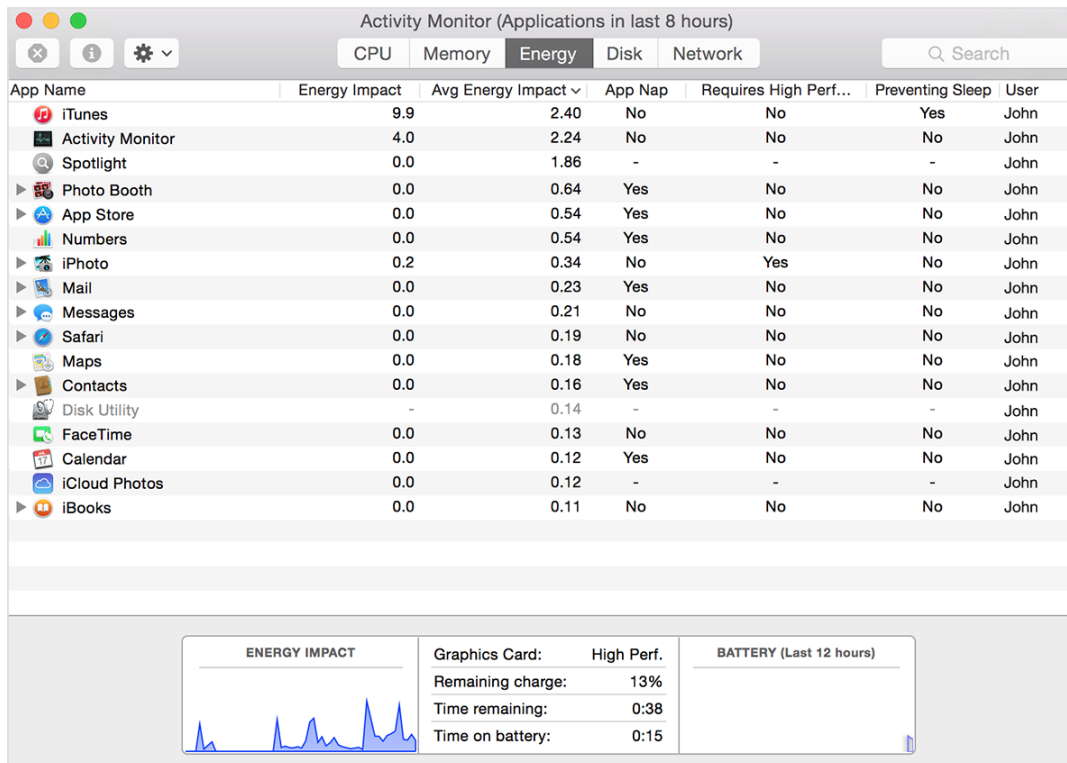 Activity Monitor (Applications in last 8 hours)
CPU Memory Energy Disk Network Search
App Name Energy Impact Avg Energy Impact App Nap Requires High Perf... Preventing Sleep User
iTunes 9.9 2.40 No No Yes John
Activity Monitor 4.0 2.24 No No No John
Spotlight 0.0 1.86 - - - John
Photo Booth 0.0 0.64 Yes No No John
App Store 0.0 0.54 Yes No No John
Numbers 0.0 0.54 Yes No No John
iPhoto 0.2 0.34 No Yes No John
Mail 0.0 0.23 Yes No No John
Messages 0.0 0.21 No No No John
Safari 0.0 0.19 No No No John
Maps 0.0 0.18 Yes No No John
Contacts 0.0 0.16 Yes No No John
Disk Utility - 0.14 - - - John
FaceTime 0.0 0.13 No No No John
17 Calendar 0.0 0.12 Yes No No John
iCloud Photos 0.0 0.12 - - - John
iBooks 0.0 0.11 No No No John
ENERGY IMPACT
Graphics Card: High Perf.
Remaining charge: 13%
Time remaining: 0:38
Time on battery: 0:15
BATTERY (Last 12 hours)